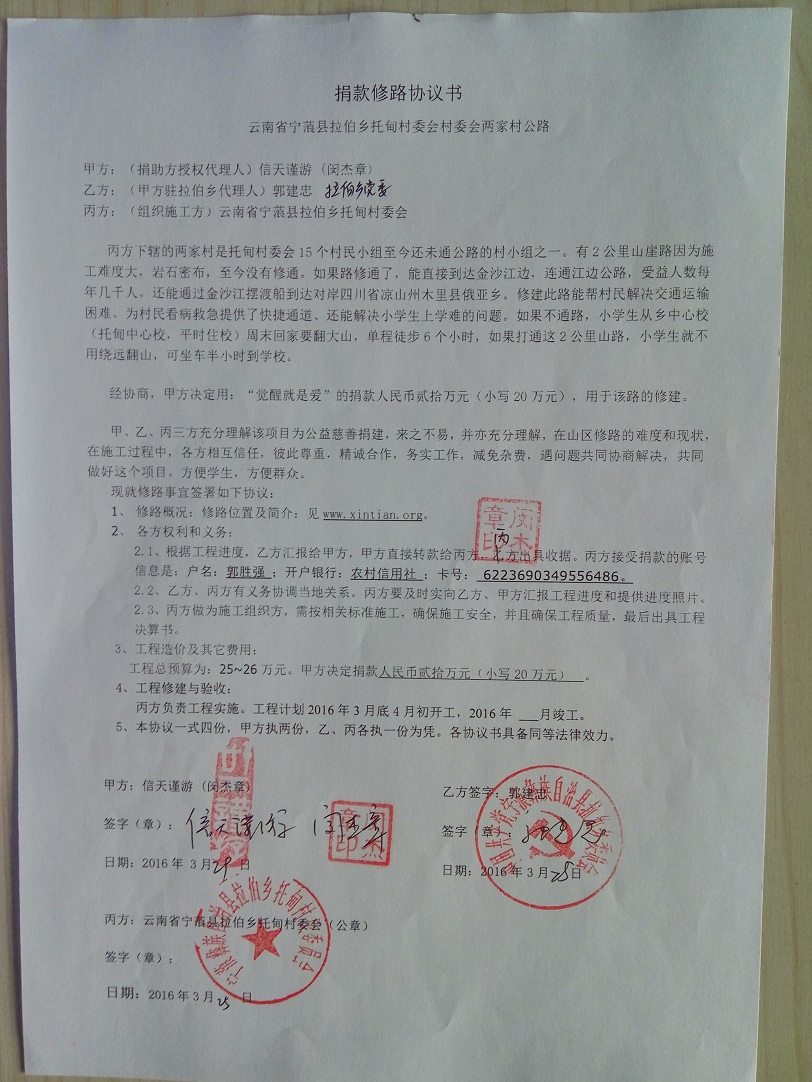 捐款修路协议书
云南省宁蒗县拉伯乡托甸村委会村委会两家村公路
甲方：（捐助方授权代理人）信天谨游（闵杰章）
乙方：（甲方驻拉伯乡代理人）郭建忠 拉伯乡党委
丙方：（组织施工方）云南省宁蒗县拉伯乡托甸村委会
丙方下辖的两家村是托甸村委会15个村民小组至今还未通公路的村小组之一。有2公里山崖路因为施
工难度大，岩石密布，至今没有修通。如果路修通了，能直接到达金沙江边、连通江边公路，受益人数每
年几千人。还能通过金沙江摆渡船到达对岸四川省凉山州木里县俄亚乡。修建此路能帮村民解决交通运输
困难、为村民看病救急提供了快捷通道、还能解决小学生上学难的问题。如果不通路，小学生从乡中心校
（托甸中心校，平时住校）周末回家要翻大山，单程徒步6个小时，如果打通这2公里山路，小学生就不
用绕远翻山，可坐车半小时到学校。
经协商，甲方决定用：“觉醒就是爱”的捐款人民币贰拾万元（小写20万元），用于该路的修建。
甲、乙、丙三方充分理解该项目为公益慈善捐建，来之不易，并亦充分理解，在山区修路的难度和现状，
在施工过程中，各方相互信任，彼此尊重，精诚合作，务实工作，减免杂费，遇问题共同协商解决，共同
做好这个项目。方便学生，方便群众。
现就修路事宜签署如下协议：
1、 修路概况：修路位置及简介：见www.xintian.org。
2、 各方权利和义务：
闵杰章印
丙
2.1、根据工程进度，乙方汇报给甲方，甲方直接转款给丙方，乙方出具收据。丙方接受捐款的账号
信息是：户名：郭胜强；开户银行：农村信用社；卡号：6223690349556486。
2.2、乙方、丙方有义务协调当地关系。丙方要及时实向乙方、甲方汇报工程进度和提供进度照片。
2.3、丙方做为施工组织方，需按相关标准施工，确保施工安全，并且确保工程质量，最后出具工程
决算书。
3、工程造价及其它费用：
工程总预算为：25~26万元。甲方决定捐款人民币贰拾万元（小写20万元） 。
4、工程修建与验收：
丙方负责工程实施。工程计划2016年3月底4月初开工，2016年 ___月竣工。
5、本协议一式四份，甲方执两份，乙、丙各执一份为凭。各协议书具备同等法律效力。
甲方：信天谨游（闵杰章）
签字（章）：信天谨游 闵杰章
闵杰章印
日期：2016年3月25日
乙方签字：郭建忠
签字（章
日期：2016年3月25日
丙方：云南省宁蒗县拉伯乡托甸村委会（公章）
签字（章）：
日期：2016年3月25日